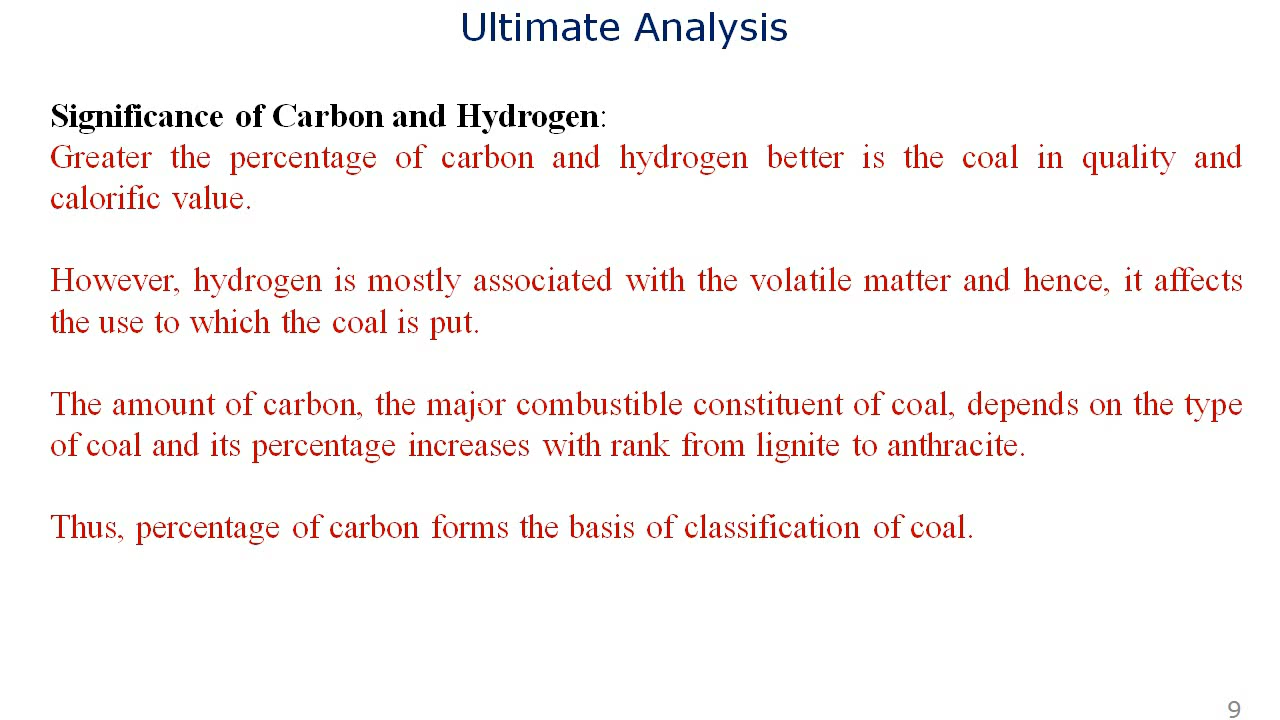 Ultimate Analysis
Significance of Carbon and Hydrogen:
Greater the percentage of carbon and hydrogen better is the coal in quality and
calorific value.
However, hydrogen is mostly associated with the volatile matter and hence, it affects
the use to which the coal is put.
The amount of carbon, the major combustible constituent of coal, depends on the type
of coal and its percentage increases with rank from lignite to anthracite.
Thus, percentage of carbon forms the basis of classification of coal.
9